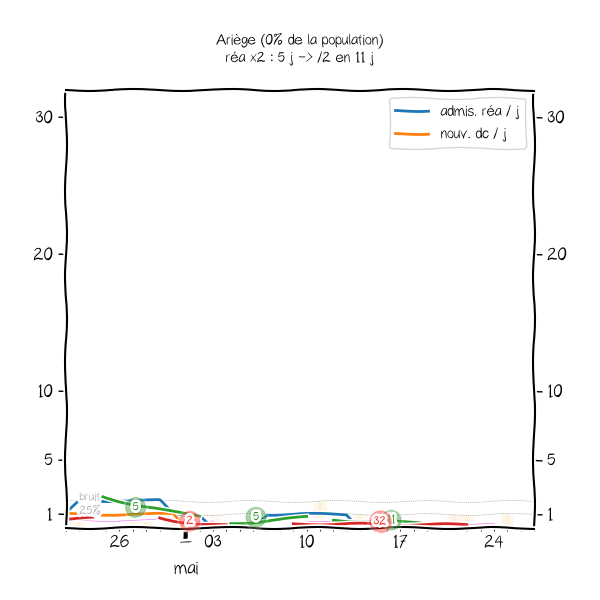 Ariège (0% de la population)
réa x2 : 5 j -> /2 en 11 j
admis. réa / j
nouv. dc / j
30 30
20 20
10 10
5 5
bruit
25%
1 1
5 2 5 32 1
26 03 10 17 24
mai